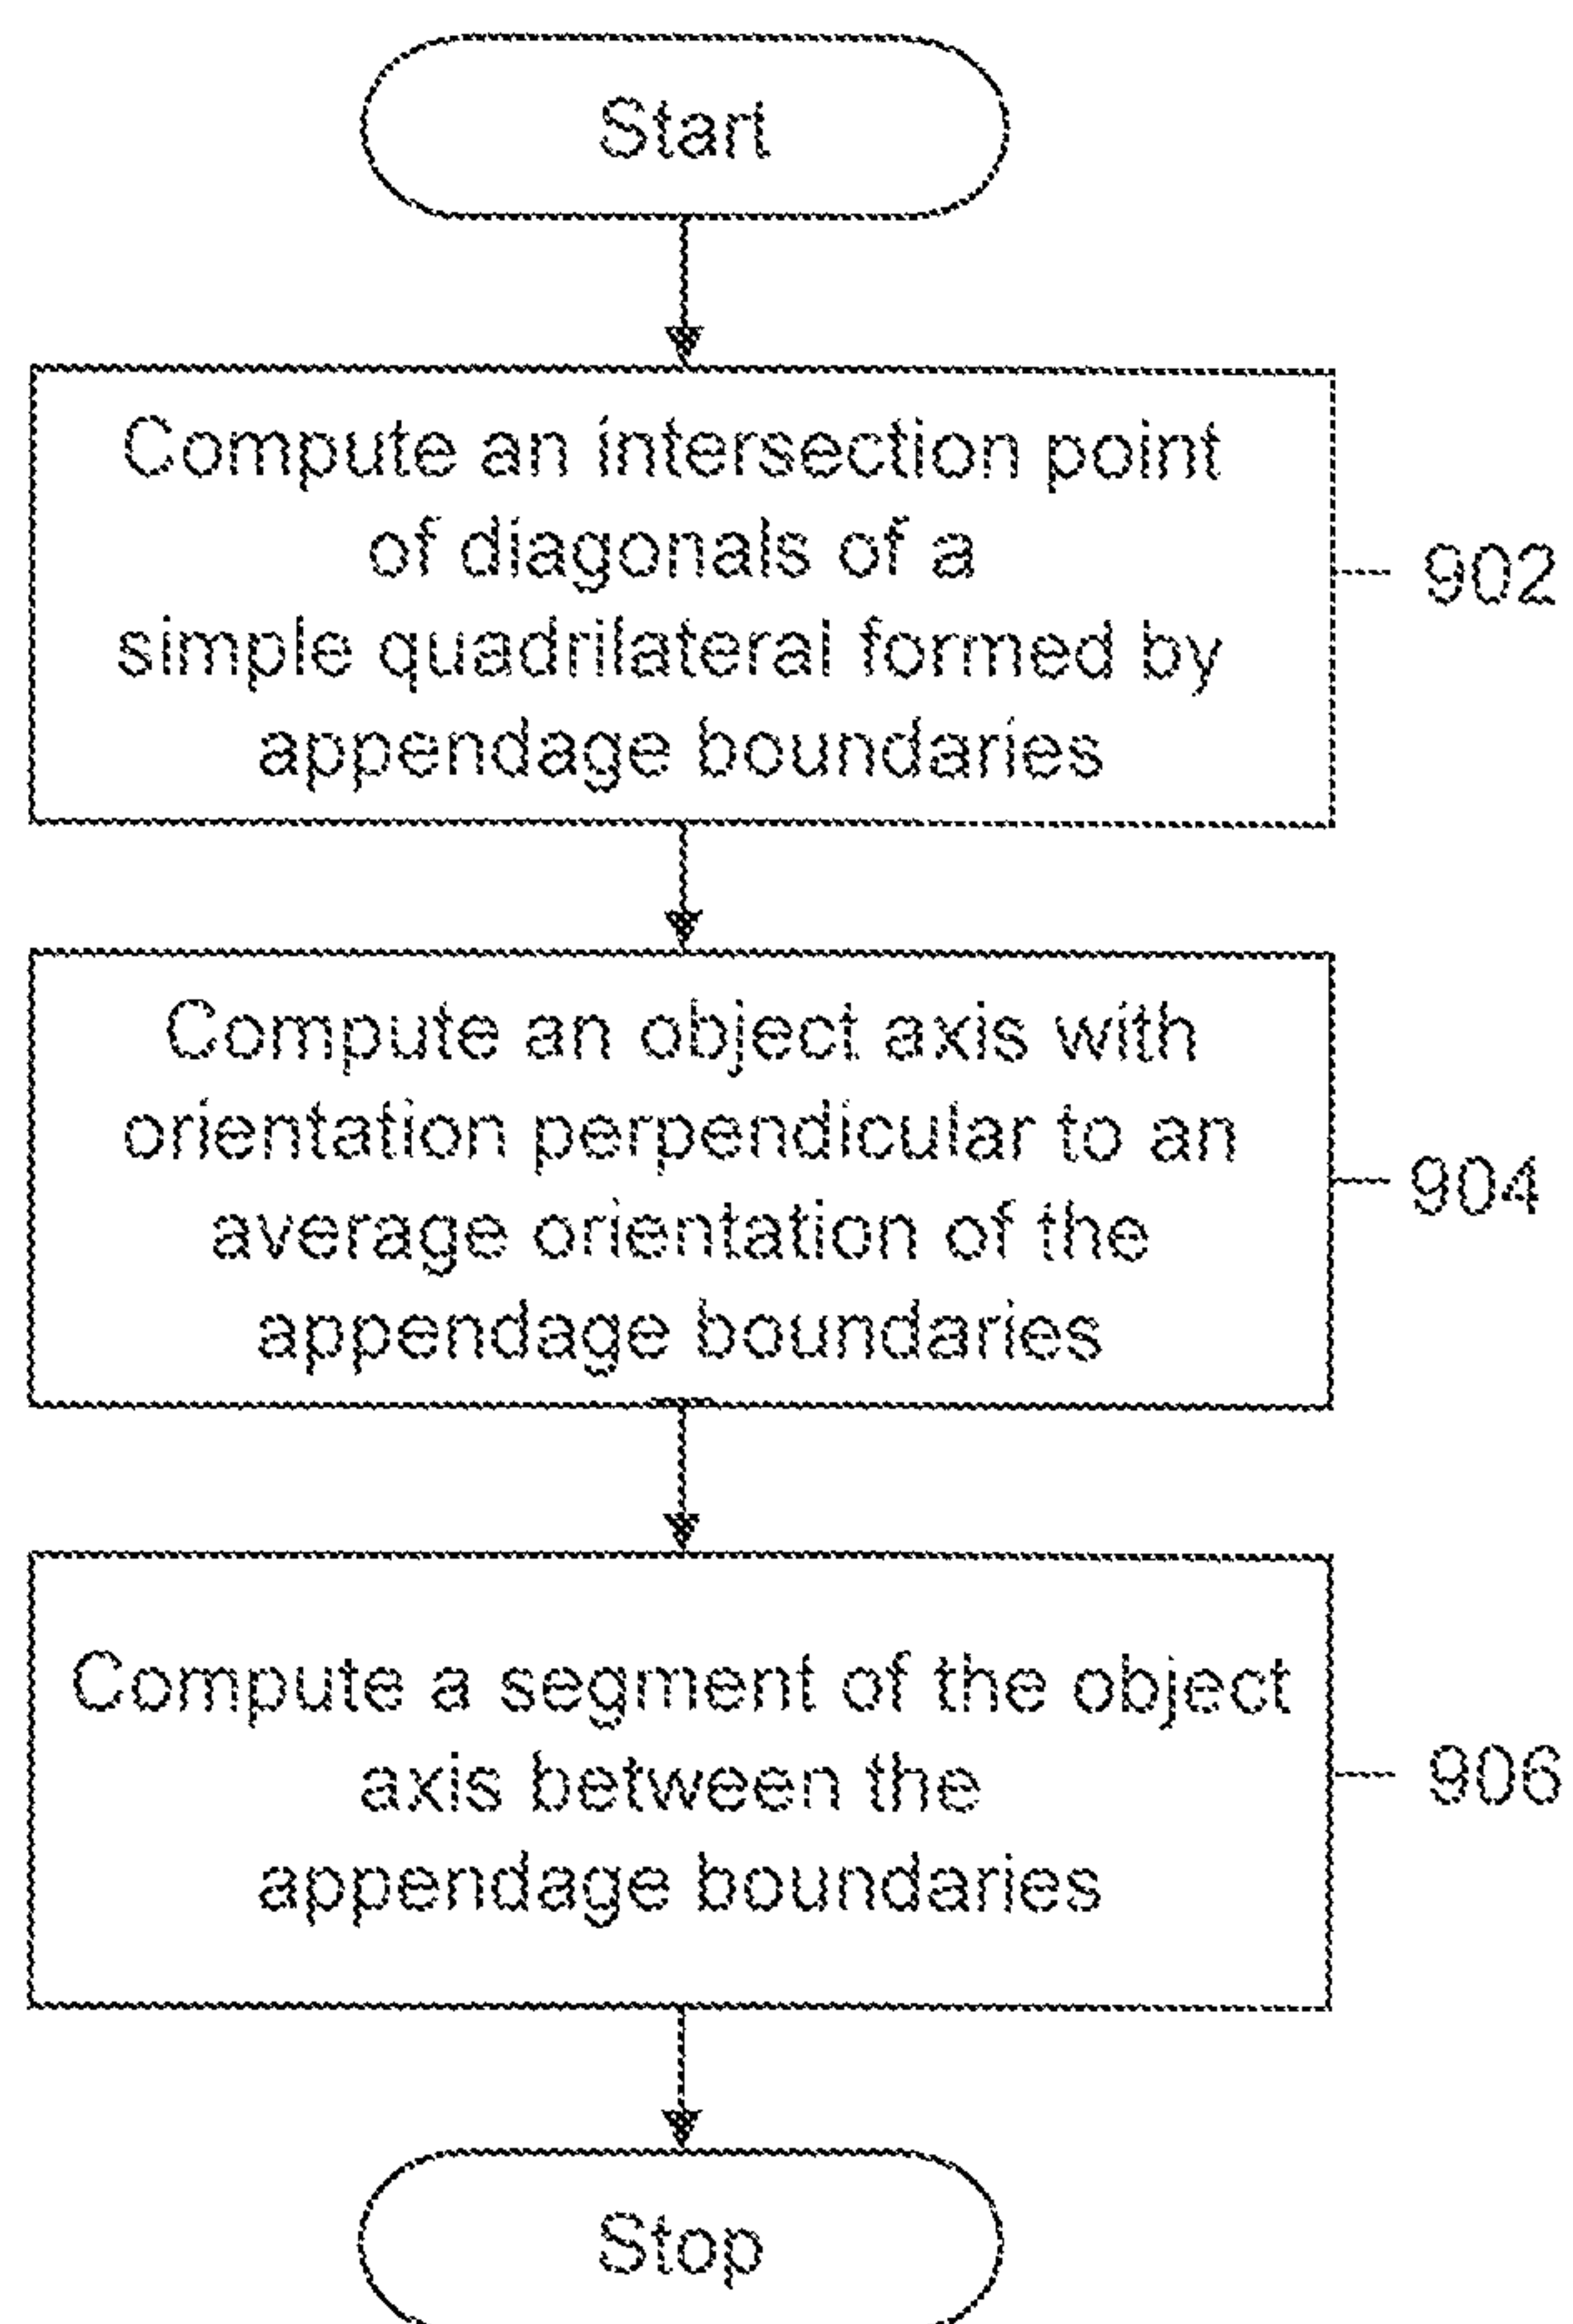 Start
Compute an intersection point
of diagonals of a
simple quadrilateral formed by
appendage boundaries
902
Compute an object axis with
orientation perpendicular to an
average orientation of the
appendage boundaries
904
Compute a segment of the object
axis between the
appendage boundaries
906
Stop